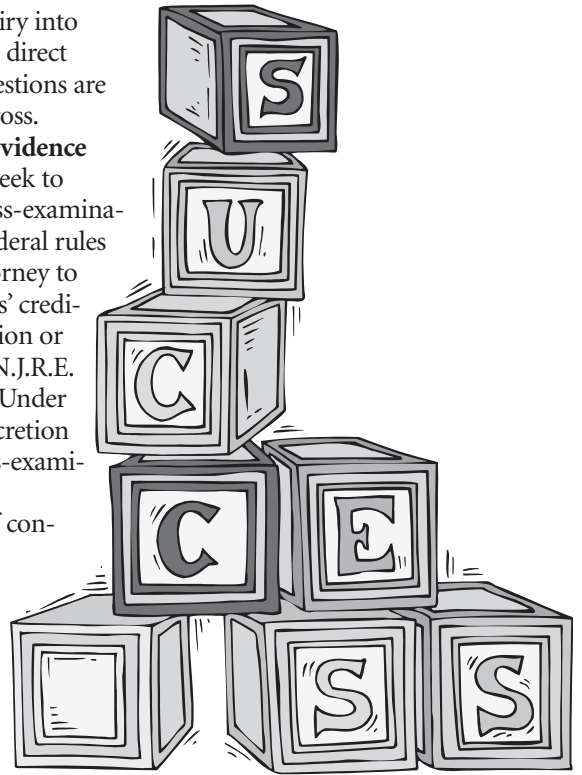 iry into
direct
estions are
oss.
vidence
eek to
ss-examina-
deral rules
orney to
s’ credi-
ion or
N.J.R.E.
Under
cretion
s-exami-
con-
S
U
C
C E
S S